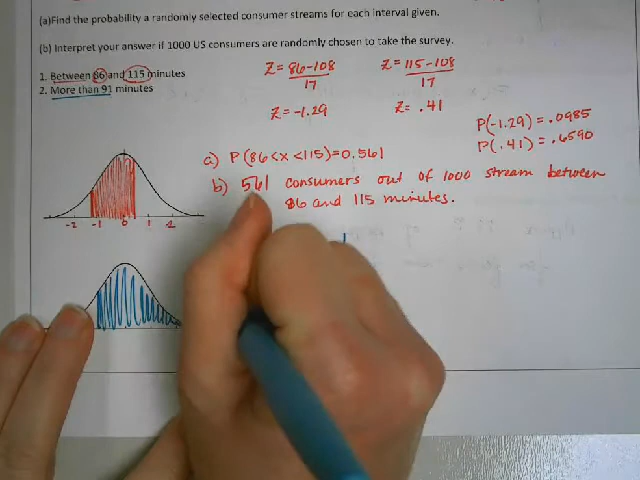 (a)Find the probability a randomly selected consumer streams for each interval given.
(b) Interpret your answer if 1000 US consumers are randomly chosen to take the survey.
1. Between 86 and 115 minutes
2. More than 91 minutes
Z = 86-108
17
Z = -1.29
Z = 115-108
17
Z = .41
P(-1.29) = .0985
P(.41) = .6590
a) P(86<x<115)=0.561
b) 561 consumers out of 1000 stream between
86 and 115 minutes.
-2 -1 0 1 2